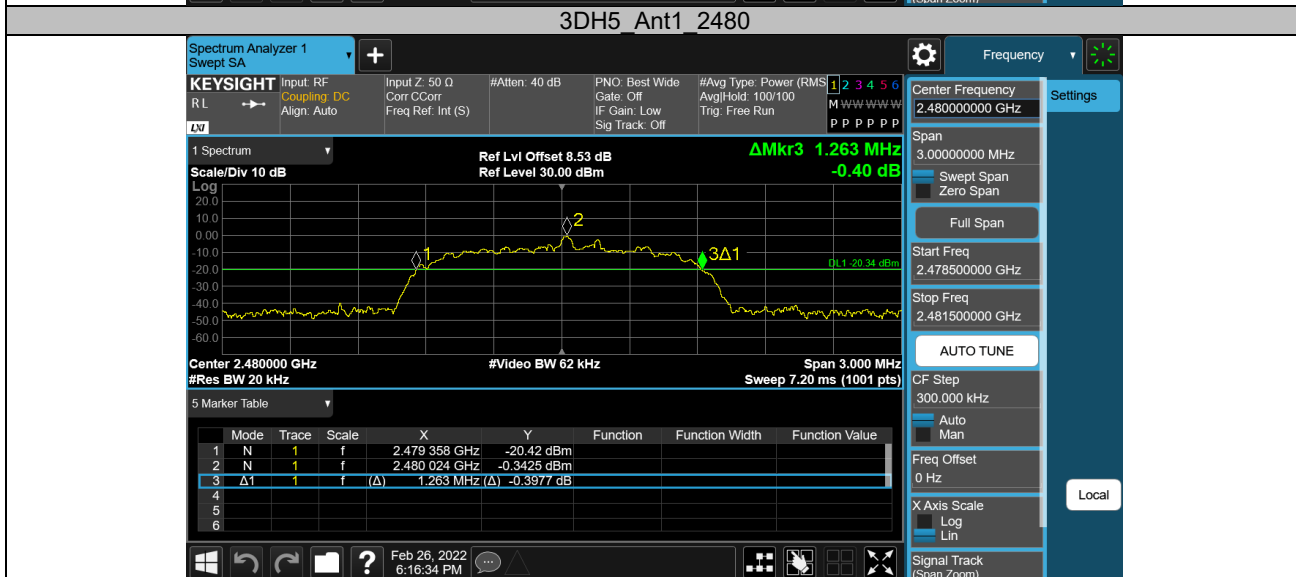 (Span Zoom)
3DH5_Ant1_2480
Spectrum Analyzer 1
Swept SA
+
Frequency
KEYSIGHT
RL
LXI
Input: RF
Coupling: DC
Align: Auto
Input Z: 50 Ω
Corr CCorr
Freq Ref: Int (S)
#Atten: 40 dB
PNO: Best Wide
Gate: Off
IF Gain: Low
Sig Track: Off
#Avg Type: Power (RMS
Avg|Hold: 100/100
Trig: Free Run
1 2 3 4 5 6
M W W W W W
P P P P P P
1 Spectrum
Scale/Div 10 dB
Ref Lvl Offset 8.53 dB
Ref Level 30.00 dBm
ΔMkr3 1.263 MHz
-0.40 dB
Log
20.0
10.0
0.00
-10.0
-20.0
-30.0
-40.0
-50.0
-60.0
1
2
3Δ1
DL1 -20.34 dBm
Center 2.480000 GHz
#Video BW 62 kHz
Span 3.000 MHz
#Res BW 20 kHz
Sweep 7.20 ms (1001 pts)
5 Marker Table
Mode Trace Scale X Y Function Function Width Function Value
1 N 1 f 2.479 358 GHz -20.42 dBm
2 N 1 f 2.480 024 GHz -0.3425 dBm
3 Δ1 1 f (Δ) 1.263 MHz (Δ) -0.3977 dB
4
5
6
?
Feb 26, 2022
6:16:34 PM
Center Frequency
2.480000000 GHz
Settings
Span
3.00000000 MHz
Swept Span
Zero Span
Full Span
Start Freq
2.478500000 GHz
Stop Freq
2.481500000 GHz
AUTO TUNE
CF Step
300.000 kHz
Auto
Man
Freq Offset
0 Hz
X Axis Scale
Log
Lin
Local
Signal Track
(Span Zoom)